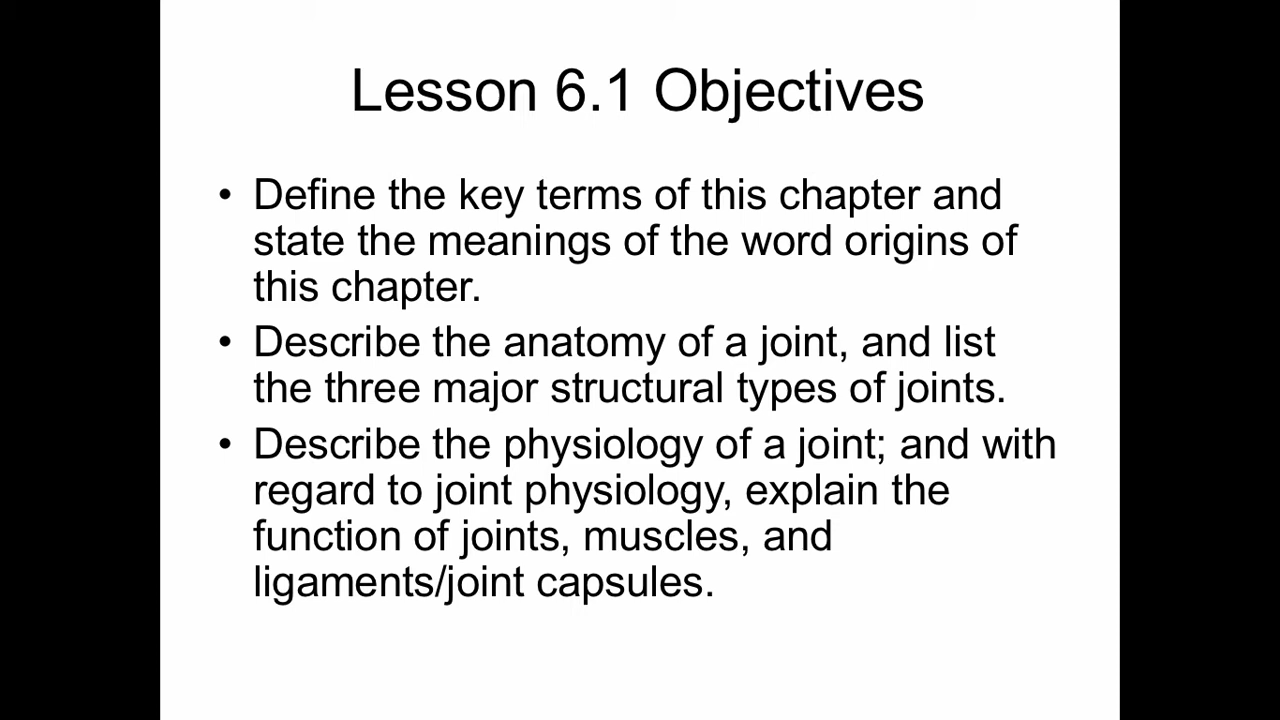 Lesson 6.1 Objectives
• Define the key terms of this chapter and
state the meanings of the word origins of
this chapter.
• Describe the anatomy of a joint, and list
the three major structural types of joints.
• Describe the physiology of a joint; and with
regard to joint physiology, explain the
function of joints, muscles, and
ligaments/joint capsules.